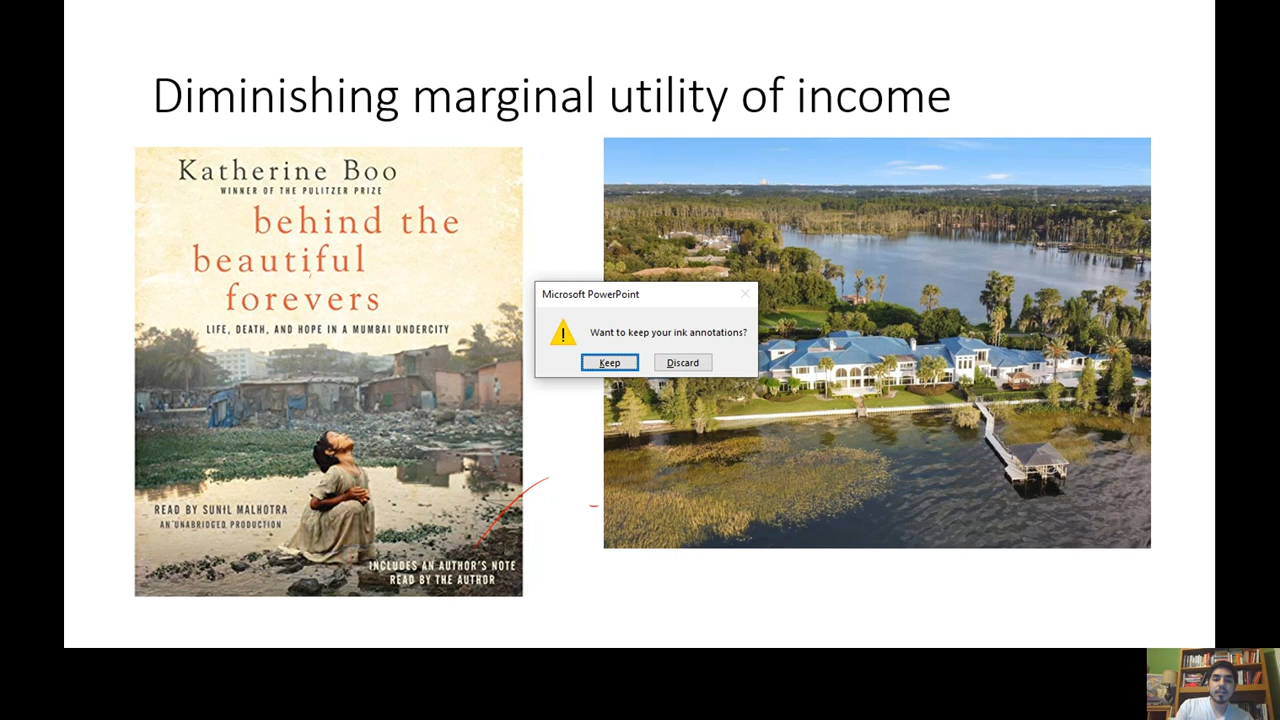 Diminishing marginal utility of income
Katherine Boo
WINNER OF THE PULITZER PRIZE
behind the
beautiful
forevers
LIFE, DEATH, AND HOPE IN A MUMBAI UNDERCITY
READ BY SUNIL MALHOTRA
AN UNABRIDGED PRODUCTION
INCLUDES AN AUTHOR'S NOTE
READ BY THE AUTHOR
Microsoft PowerPoint
Want to keep your ink annotations?
Keep
Discard